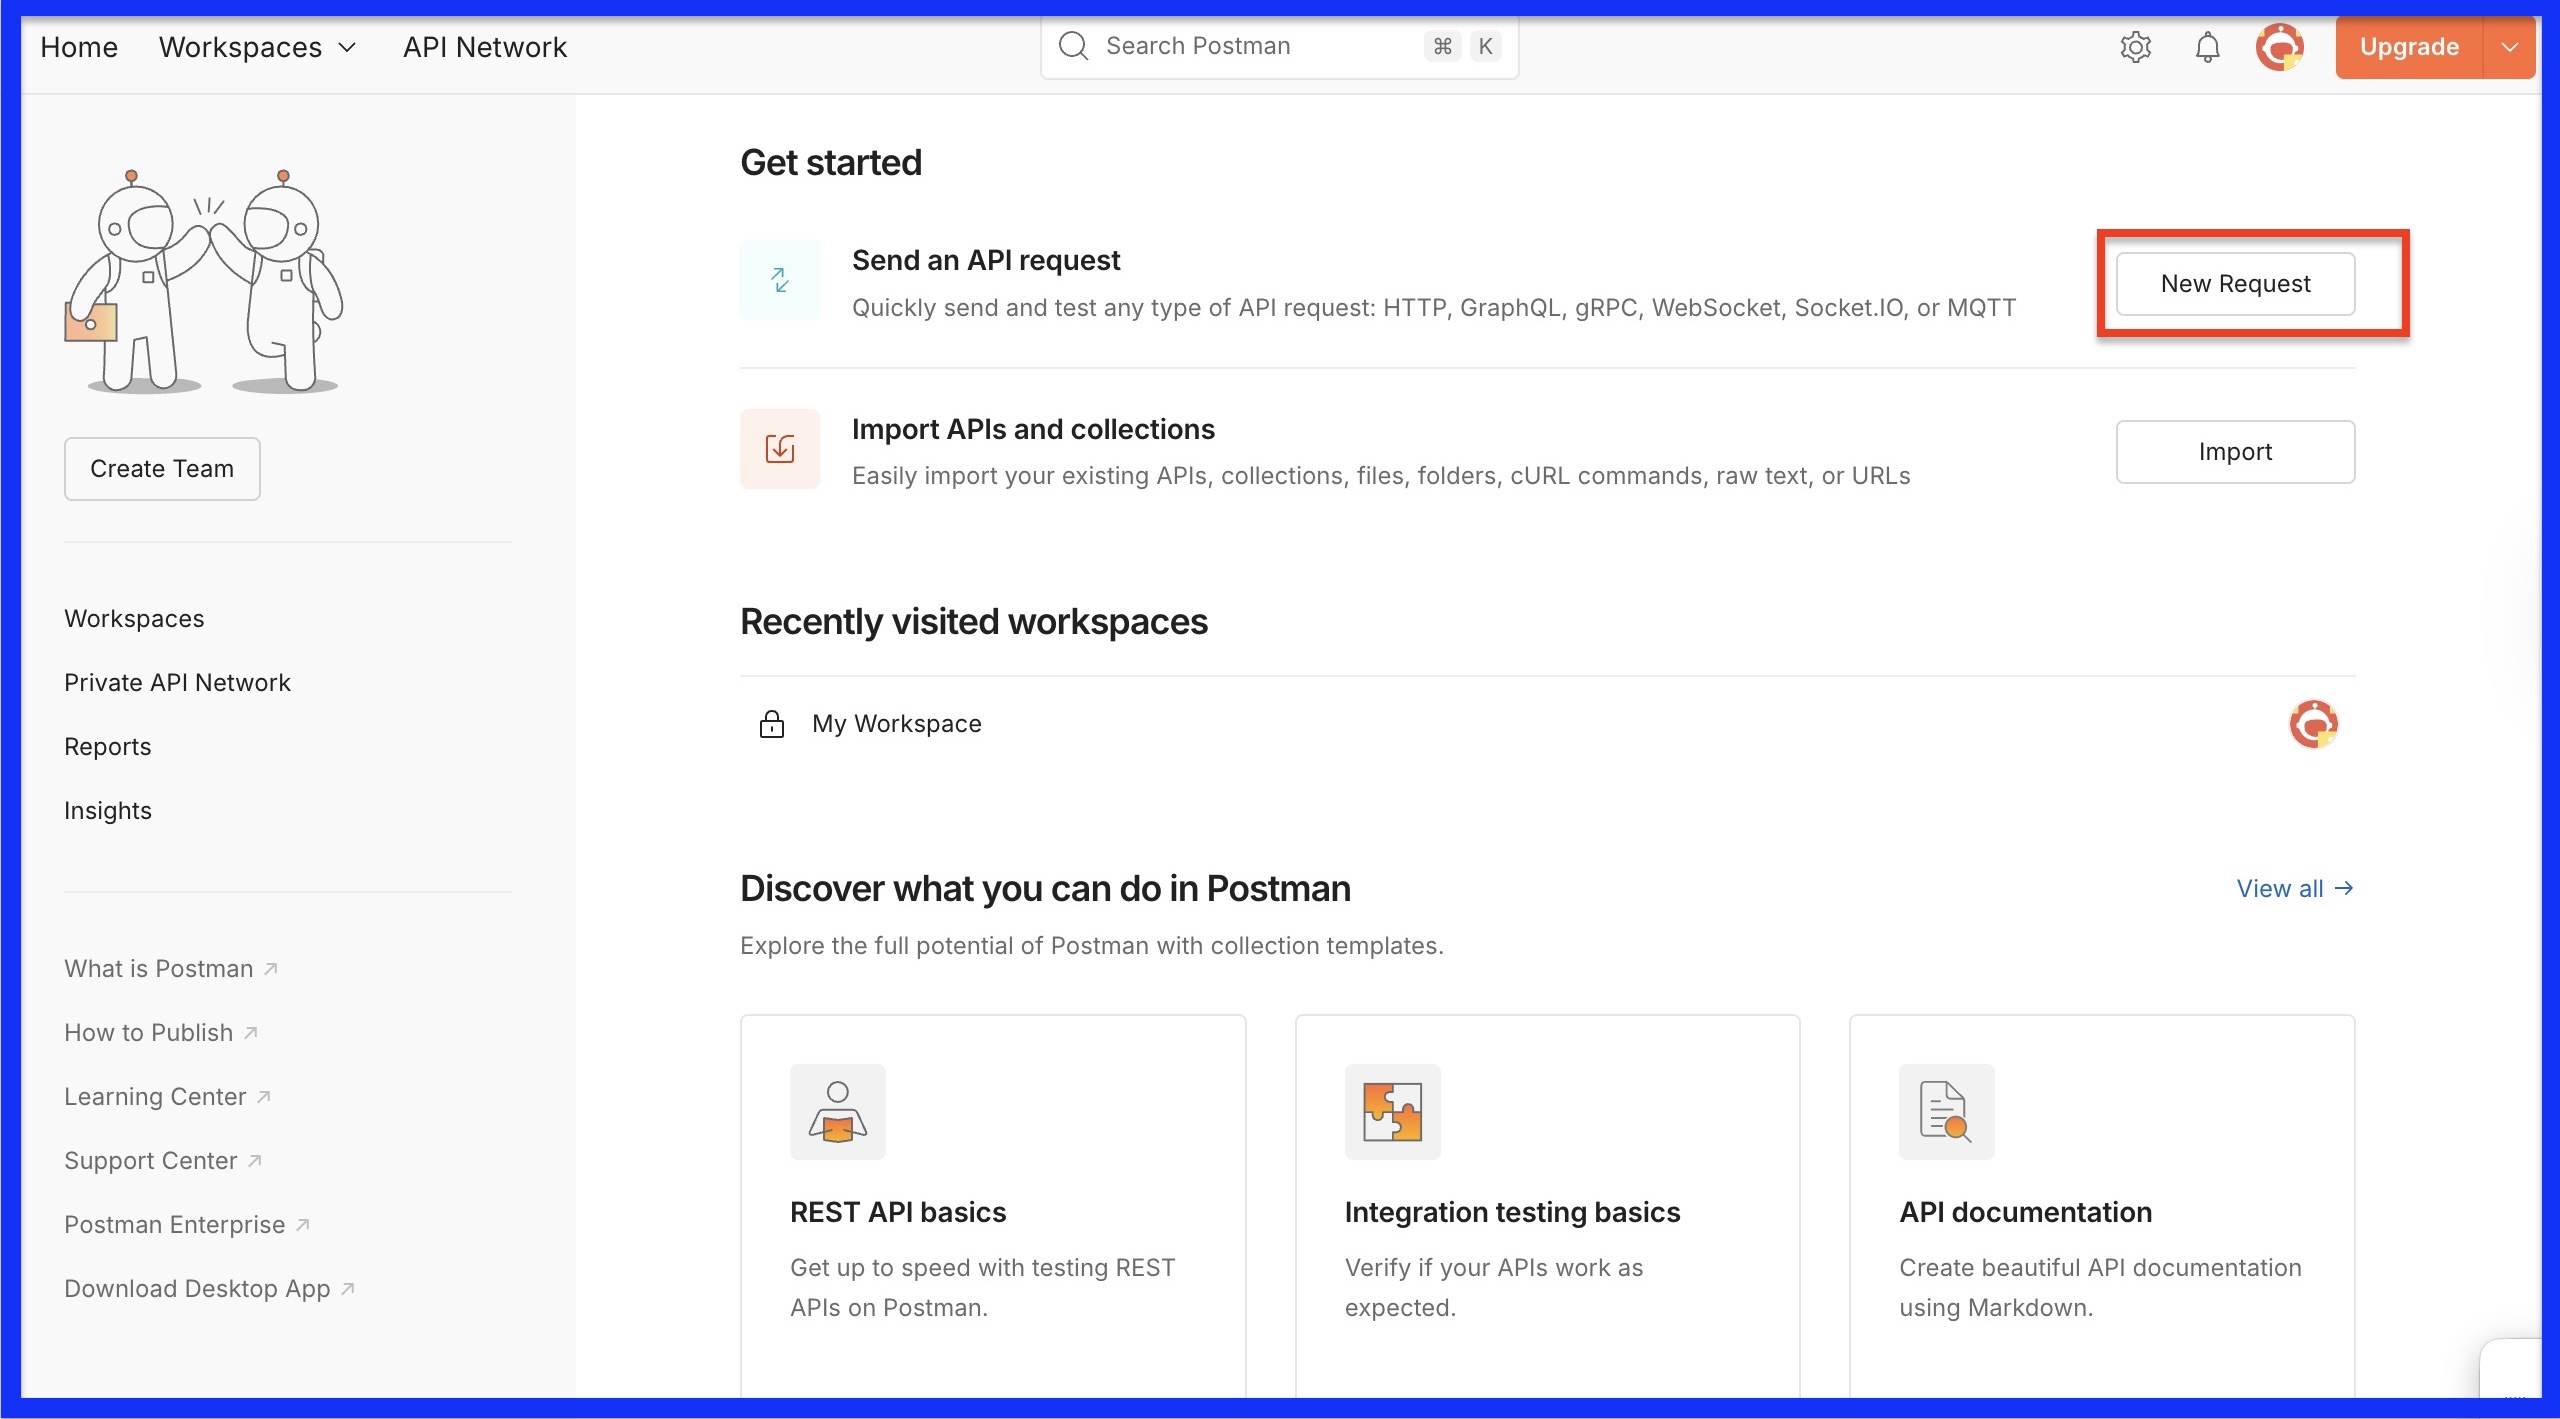 Home Workspaces API Network
Search Postman ⌘ K
Upgrade
Create Team
Workspaces
Private API Network
Reports
Insights
What is Postman ↗
How to Publish ↗
Learning Center ↗
Support Center ↗
Postman Enterprise ↗
Download Desktop App ↗
Get started
Send an API request
Quickly send and test any type of API request: HTTP, GraphQL, gRPC, WebSocket, Socket.IO, or MQTT
New Request
Import APIs and collections
Easily import your existing APIs, collections, files, folders, cURL commands, raw text, or URLs
Import
Recently visited workspaces
My Workspace
Discover what you can do in Postman
View all →
Explore the full potential of Postman with collection templates.
REST API basics
Get up to speed with testing REST
APIs on Postman.
Integration testing basics
Verify if your APIs work as
expected.
API documentation
Create beautiful API documentation
using Markdown.